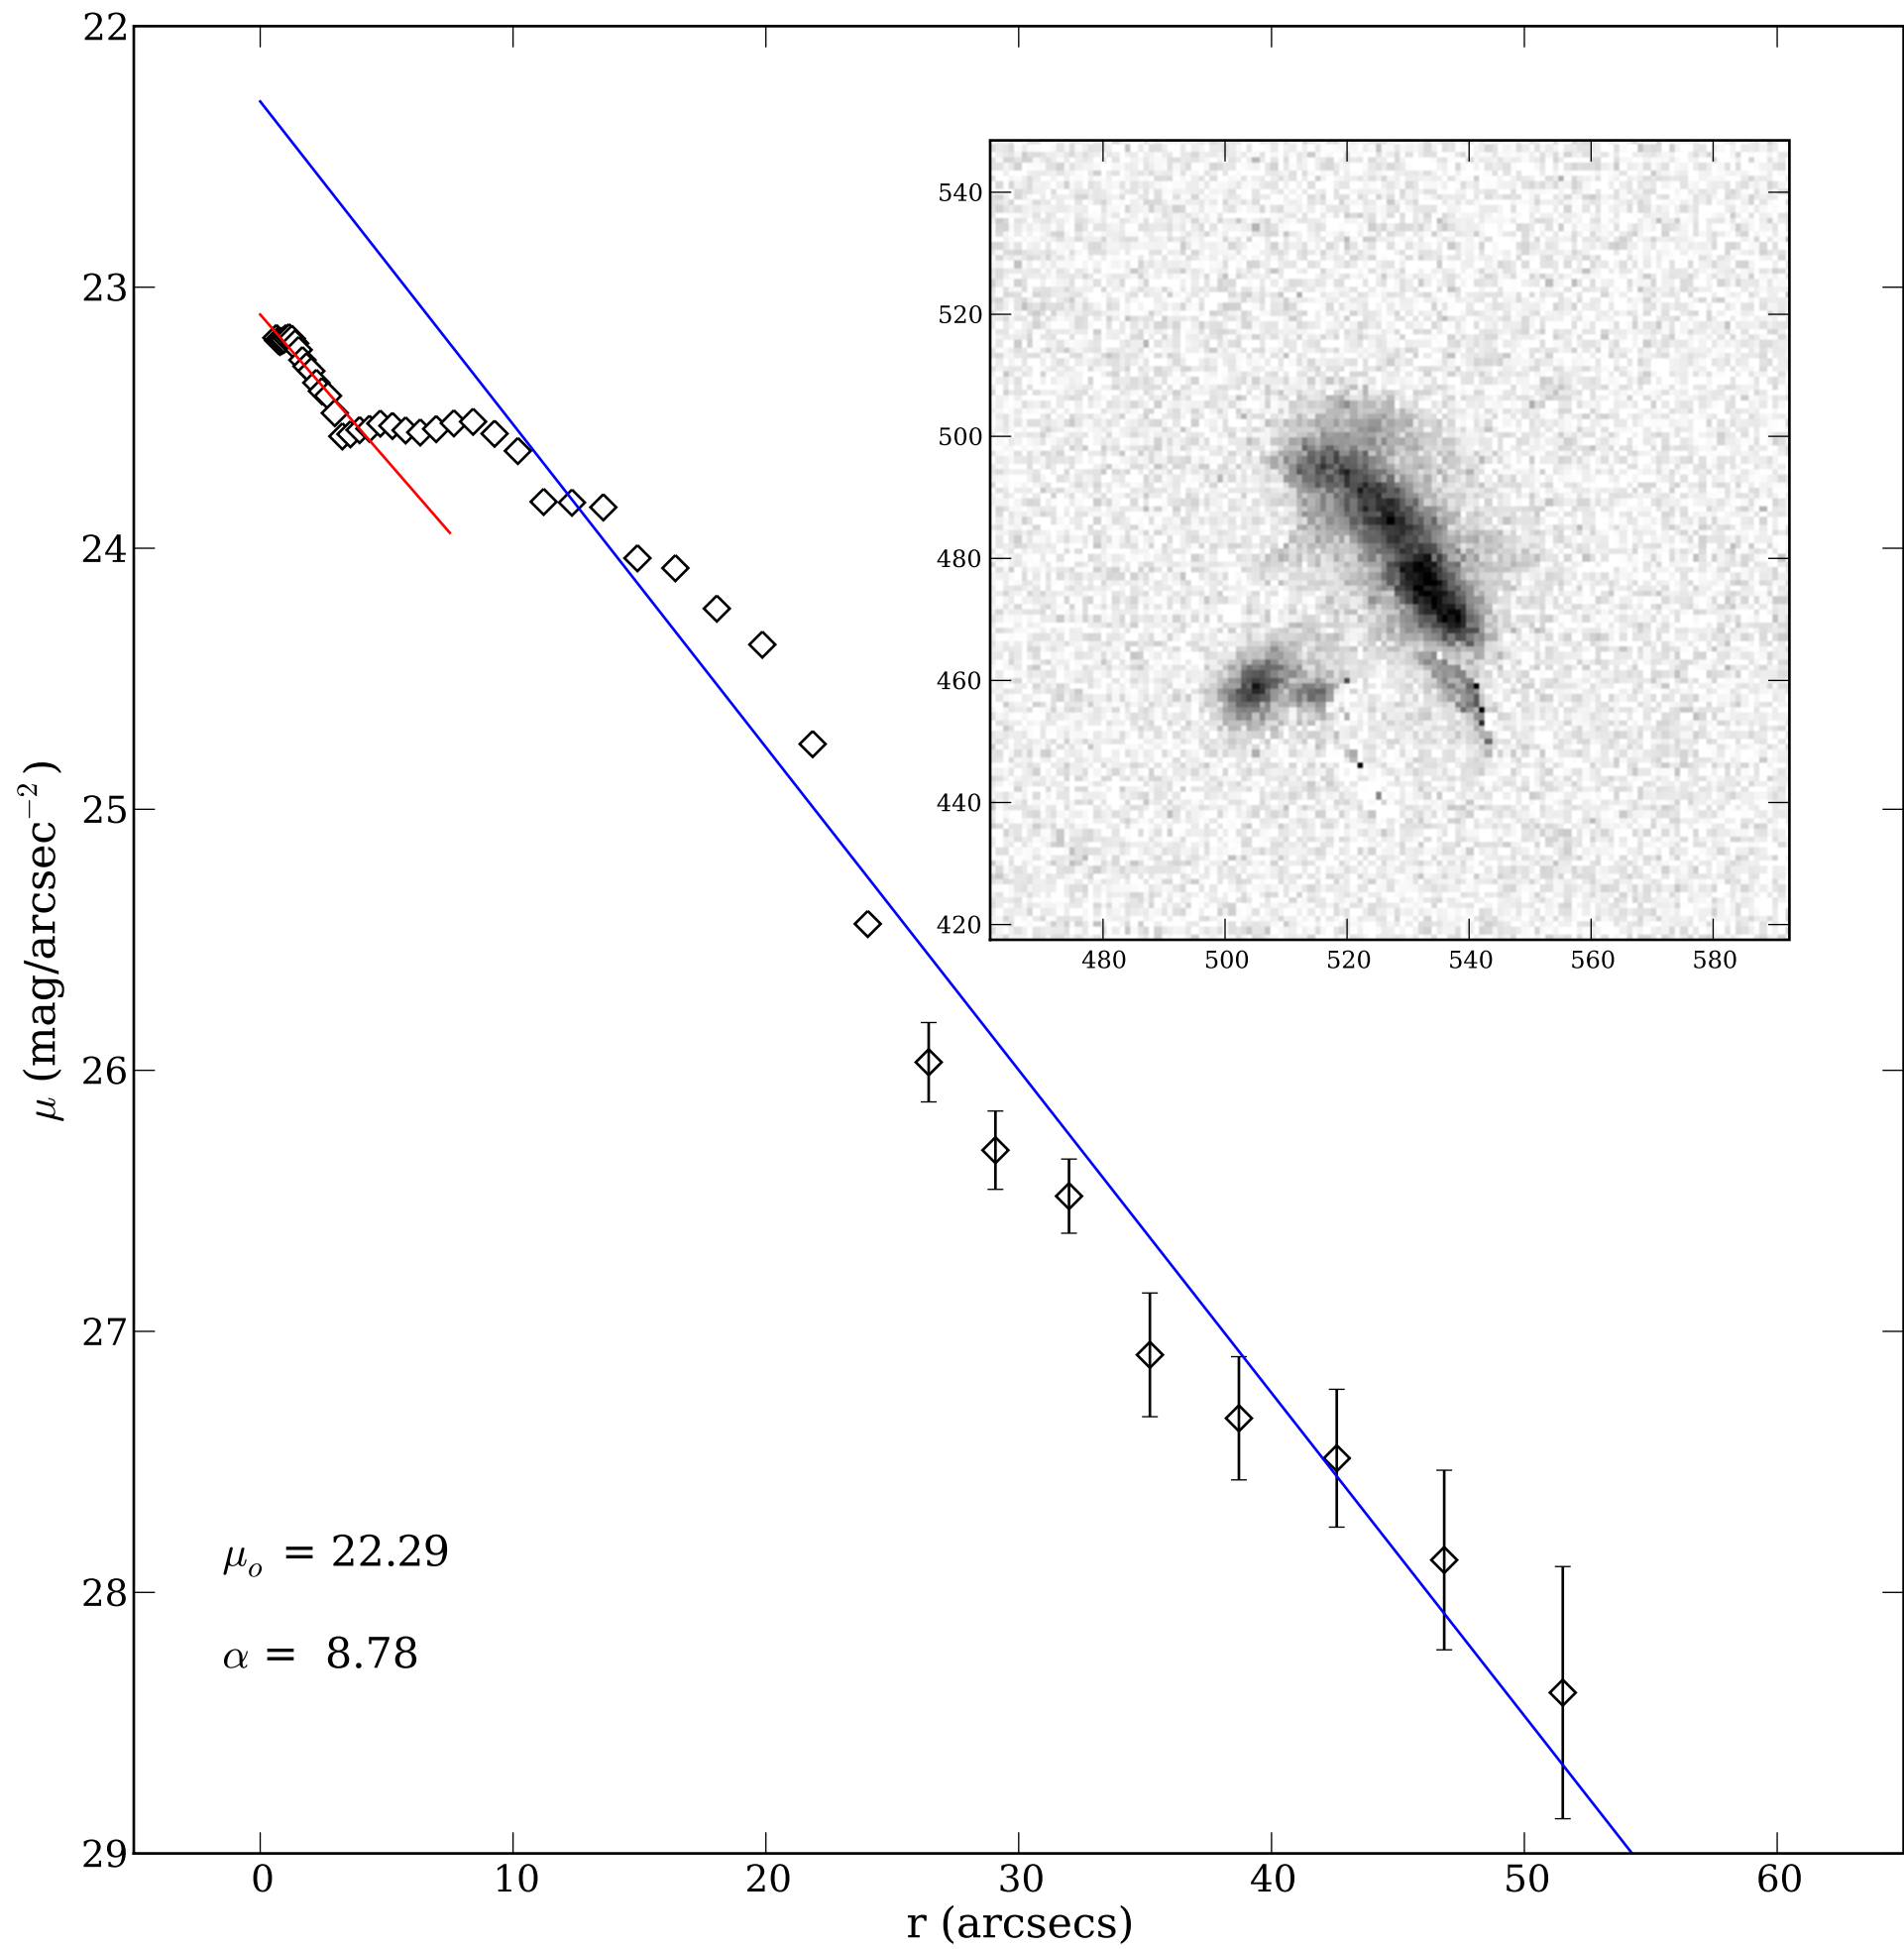 22
23
24
25
26
27
28
29
μ (mag/arcsec⁻²)
540
520
500
480
460
440
420
480 500 520 540 560 580
μₒ = 22.29
α = 8.78
0 10 20 30 40 50 60
r (arcsecs)